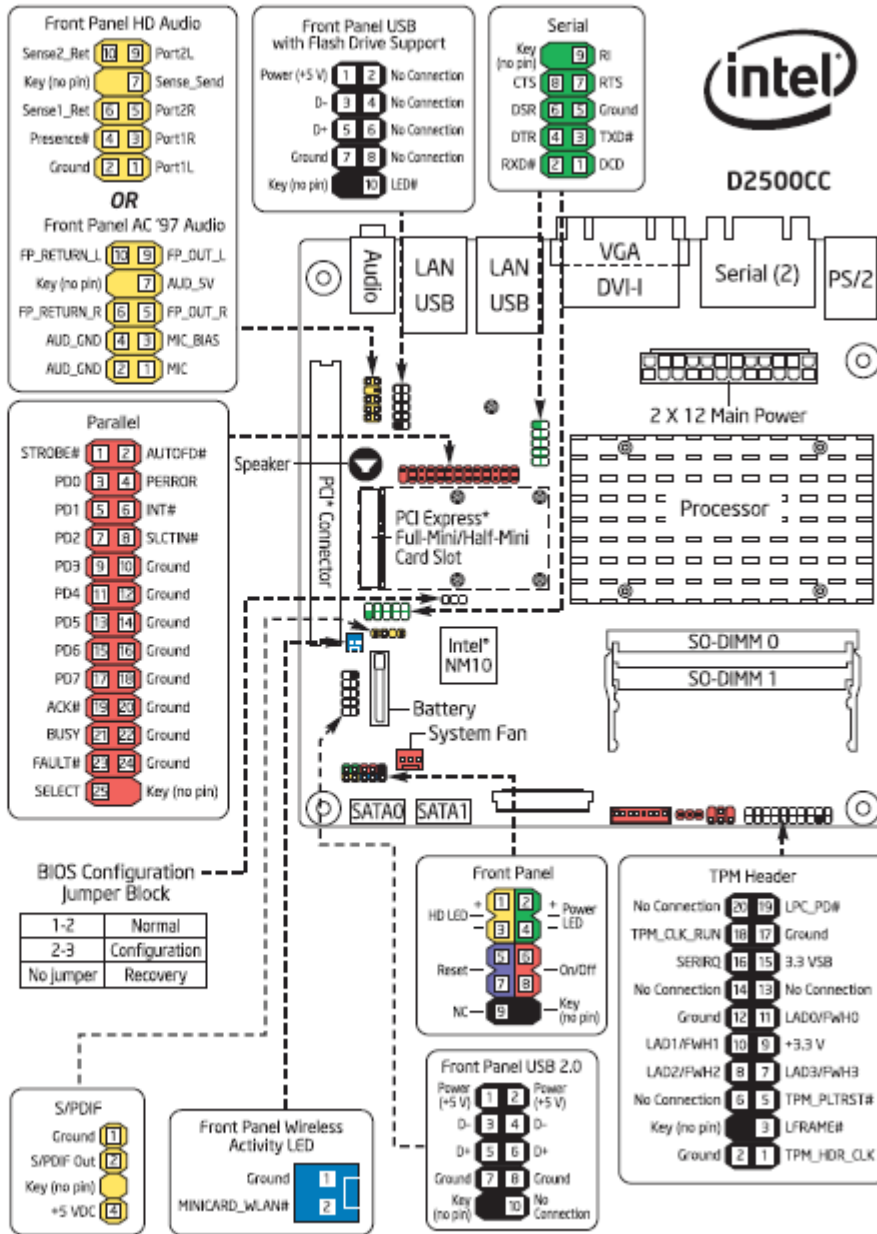 Front Panel HD Audio
Sense2_Ret 10 9 Port2L
Key (no pin) 7 Sense_Send
Sense1_Ret 6 5 Port2R
Presence# 4 3 Port1R
Ground 2 1 Port1L
OR
Front Panel AC '97 Audio
FP_RETURN_L 10 9 FP_OUT_L
Key (no pin) 7 AUD_5V
FP_RETURN_R 6 5 FP_OUT_R
AUD_GND 4 3 MIC_BIAS
AUD_GND 2 1 MIC
Front Panel USB
with Flash Drive Support
Power (+5 V) 1 2 No Connection
D- 3 4 No Connection
D+ 5 6 No Connection
Ground 7 8 No Connection
Key (no pin) 10 LED#
Serial
Key
(no pin) 9 RI
CTS 8 7 RTS
DSR 6 5 Ground
DTR 4 3 TXD#
RXD# 2 1 DCD
intel
D2500CC
Audio
LAN
USB
LAN
USB
VGA
DVI-I
Serial (2)
PS/2
2 X 12 Main Power
Parallel
STROBE# 1 2 AUTOFD#
PD0 3 4 PERROR
PD1 5 6 INT#
PD2 7 8 SLCTIN#
PD3 9 10 Ground
PD4 11 12 Ground
PD5 13 14 Ground
PD6 15 16 Ground
PD7 17 18 Ground
ACK# 19 20 Ground
BUSY 21 22 Ground
FAULT# 23 24 Ground
SELECT 25 Key (no pin)
Speaker
PCI* Connector
PCI Express*
Full-Mini/Half-Mini
Card Slot
Processor
Intel*
NM10
SO-DIMM 0
SO-DIMM 1
Battery
System Fan
SATA0
SATA1
BIOS Configuration
Jumper Block
1-2 Normal
2-3 Configuration
No jumper Recovery
Front Panel
+ 1 2 +
HD LED Power
LED
- 3 4 -
Reset 5 6 On/Off
7 8
NC 9 Key
(no pin)
TPM Header
No Connection 20 19 LPC_PD#
TPM_CLK_RUN 18 17 Ground
SERIRQ 16 15 3.3 VSB
No Connection 14 13 No Connection
Ground 12 11 LAD0/FWH0
LAD1/FWH1 10 9 +3.3 V
LAD2/FWH2 8 7 LAD3/FWH3
No Connection 6 5 TPM_PLTRST#
Key (no pin) 3 LFRAME#
Ground 2 1 TPM_HDR_CLK
S/PDIF
Ground 1
S/PDIF Out 2
Key (no pin)
+5 VDC 4
Front Panel Wireless
Activity LED
Ground 1
MINICARD_WLAN# 2
Front Panel USB 2.0
Power
(+5 V) 1 2 Power
(+5 V)
D- 3 4 D-
D+ 5 6 D+
Ground 7 8 Ground
Key
(no pin) 10 No
Connection